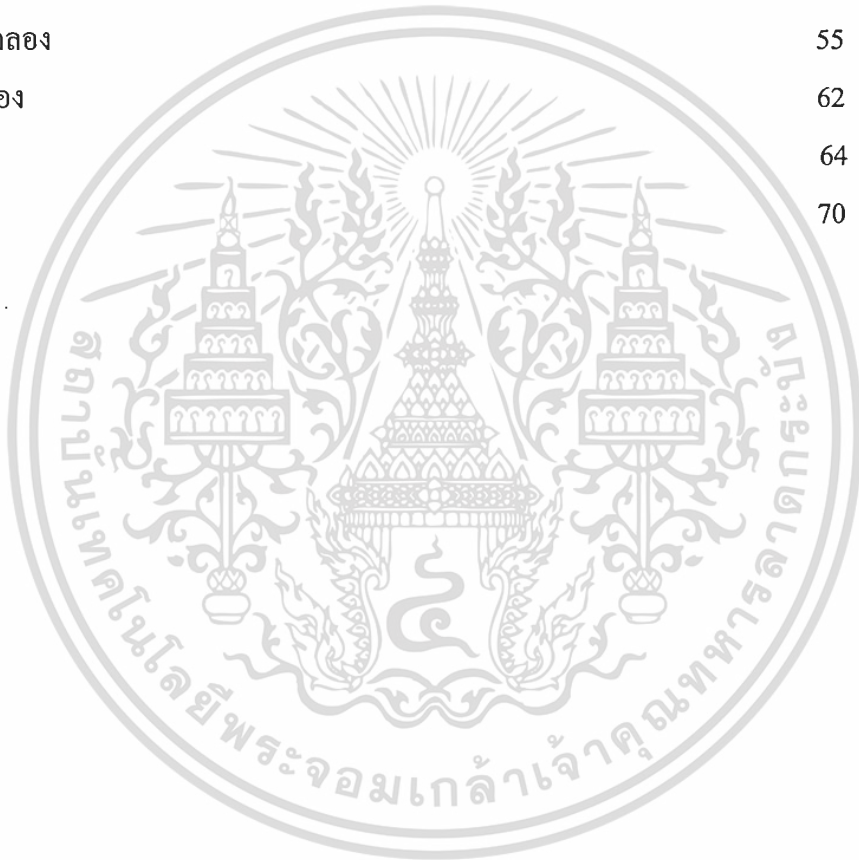 ลอง 55
อง 62
64
70
สถาบันเทคโนโลยีพระจอมเกล้าเจ้าคุณทหารลาดกระบัง
๔